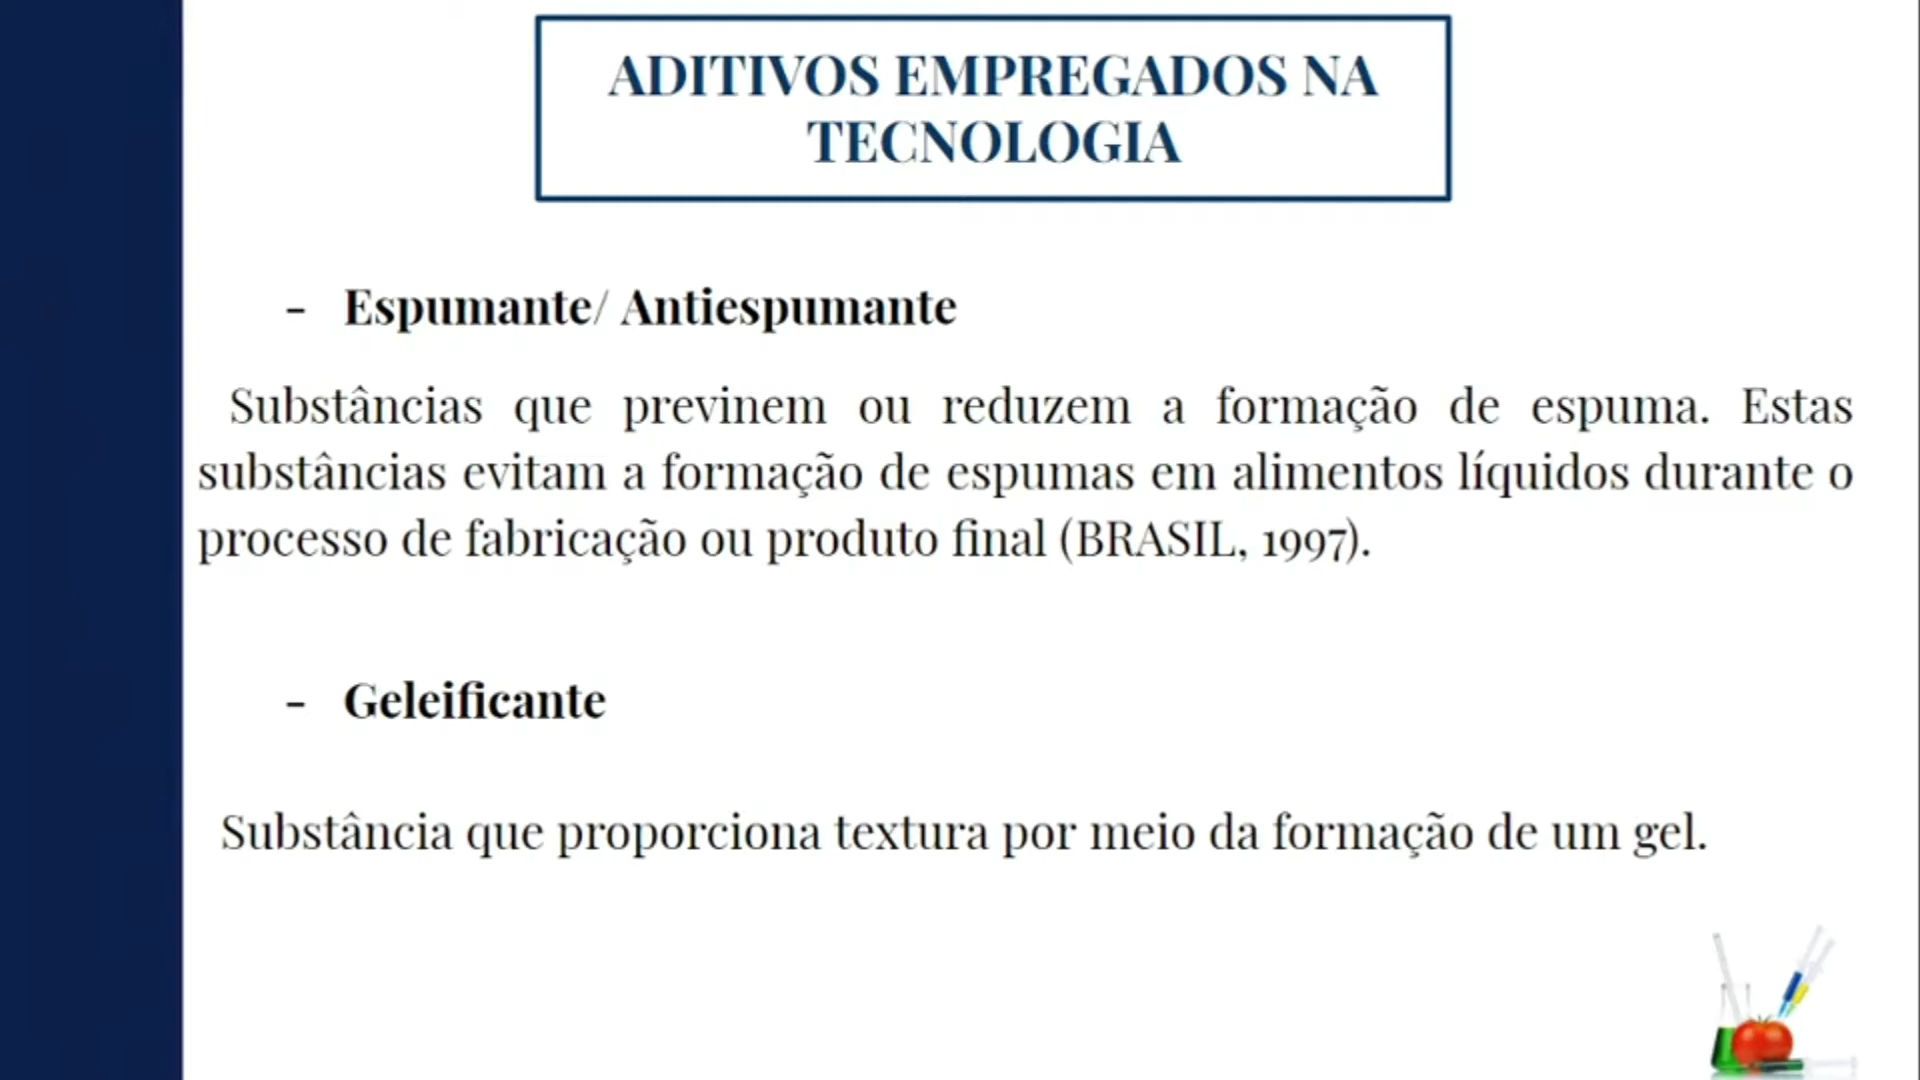 ADITIVOS EMPREGADOS NA
TECNOLOGIA
- Espumante/ Antiespumante
Substâncias que previnem ou reduzem a formação de espuma. Estas
substâncias evitam a formação de espumas em alimentos líquidos durante o
processo de fabricação ou produto final (BRASIL, 1997).
- Geleificante
Substância que proporciona textura por meio da formação de um gel.